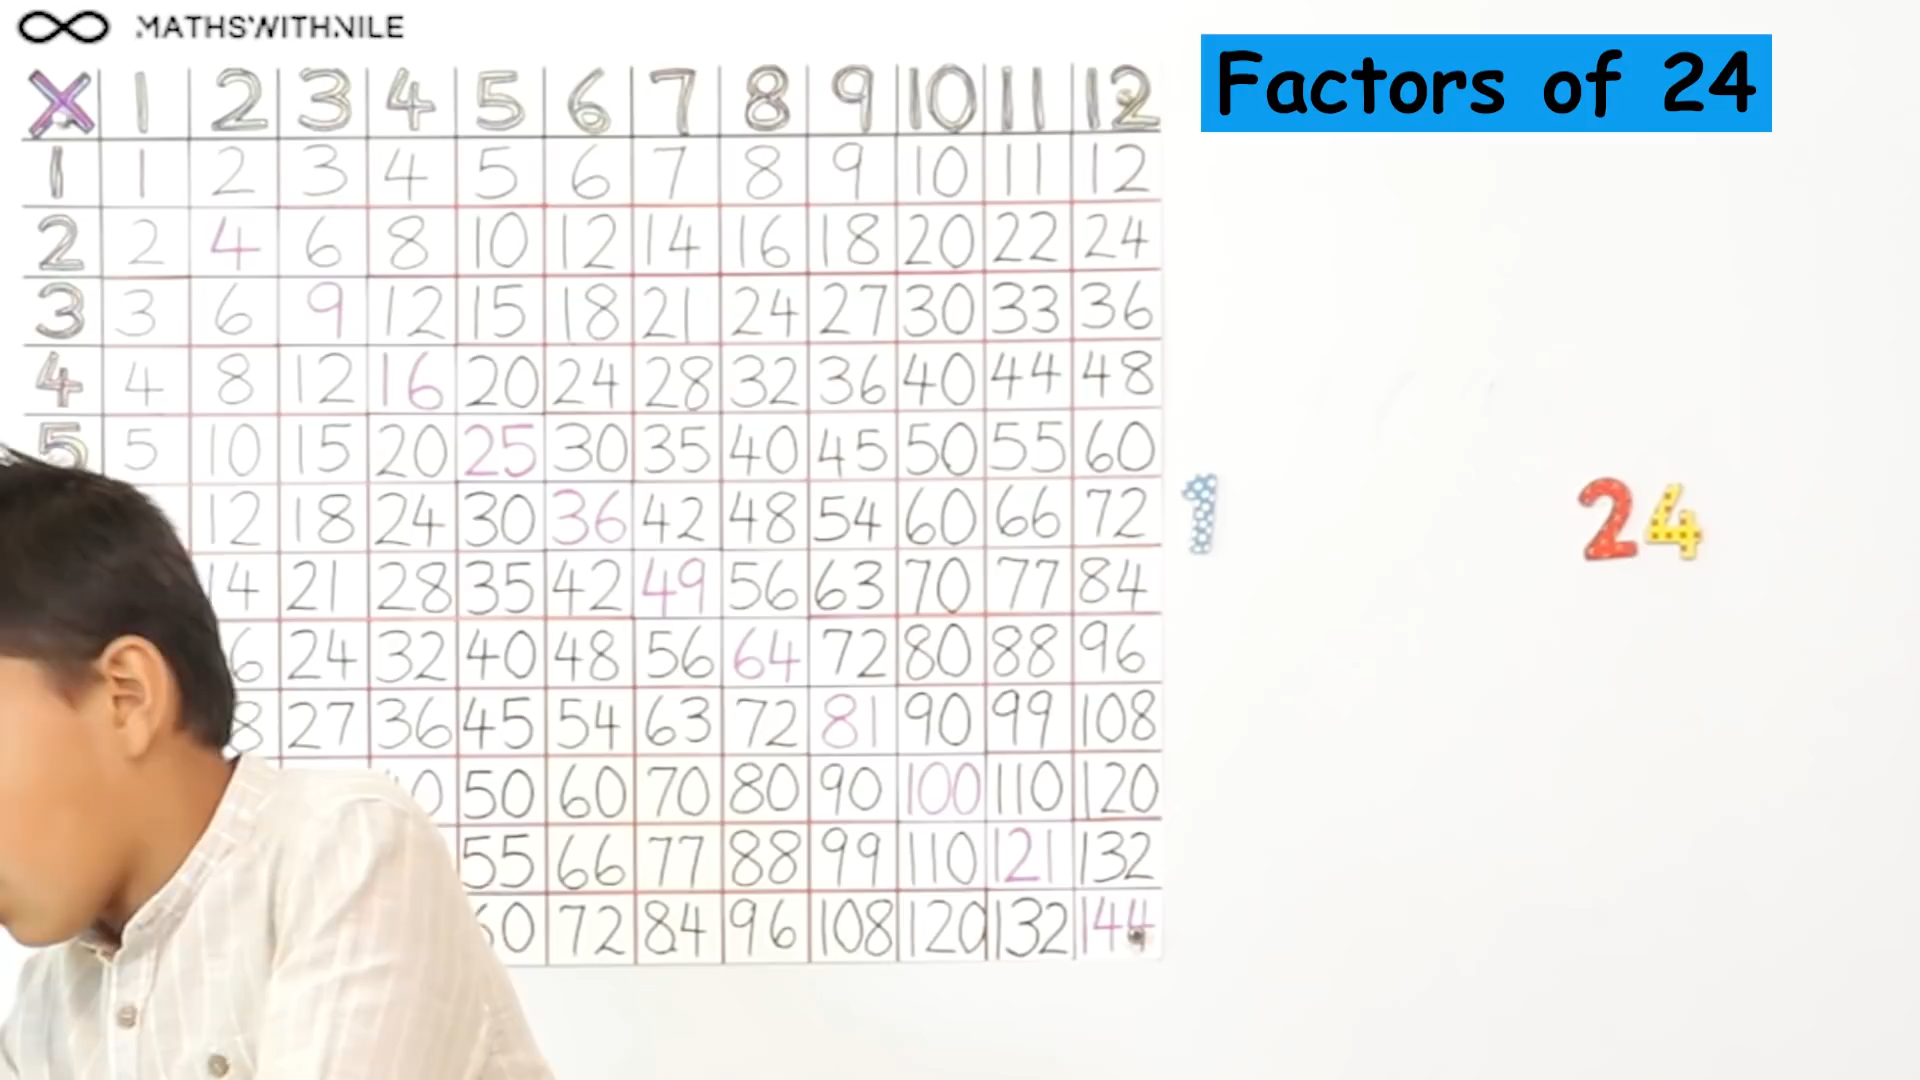 MATHSWITHNILE
Factors of 24
X 1 2 3 4 5 6 7 8 9 10 11 12
1 1 2 3 4 5 6 7 8 9 10 11 12
2 2 4 6 8 10 12 14 16 18 20 22 24
3 3 6 9 12 15 18 21 24 27 30 33 36
4 4 8 12 16 20 24 28 32 36 40 44 48
5 5 10 15 20 25 30 35 40 45 50 55 60
12 18 24 30 36 42 48 54 60 66 72
1 24
14 21 28 35 42 49 56 63 70 77 84
6 24 32 40 48 56 64 72 80 88 96
8 27 36 45 54 63 72 81 90 99 108
0 50 60 70 80 90 100 110 120
55 66 77 88 99 110 121 132
60 72 84 96 108 120 132 144